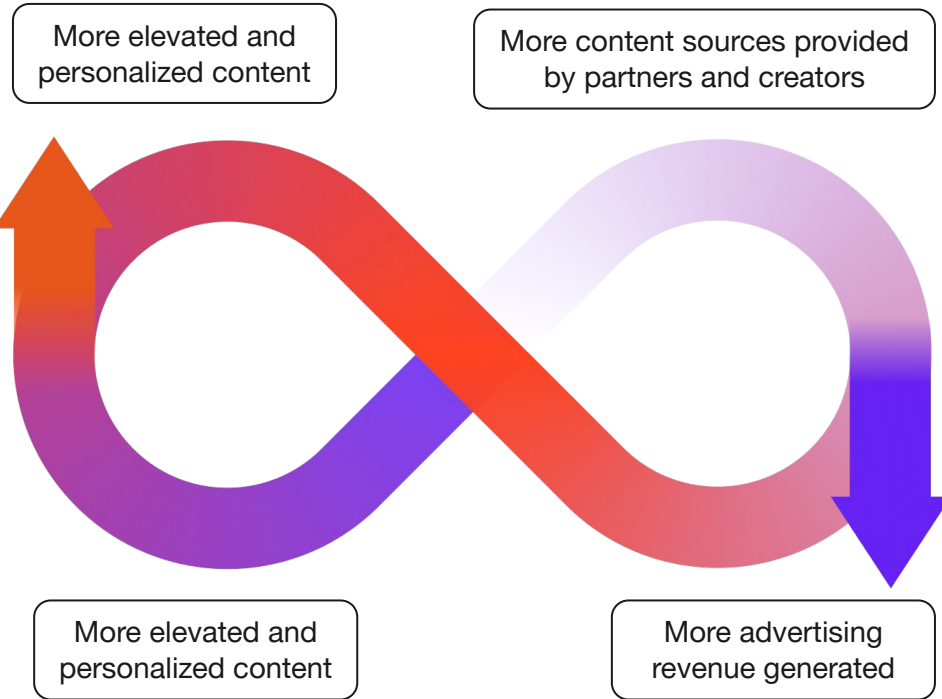 More elevated and
personalized content
More content sources provided
by partners and creators
More elevated and
personalized content
More advertising
revenue generated